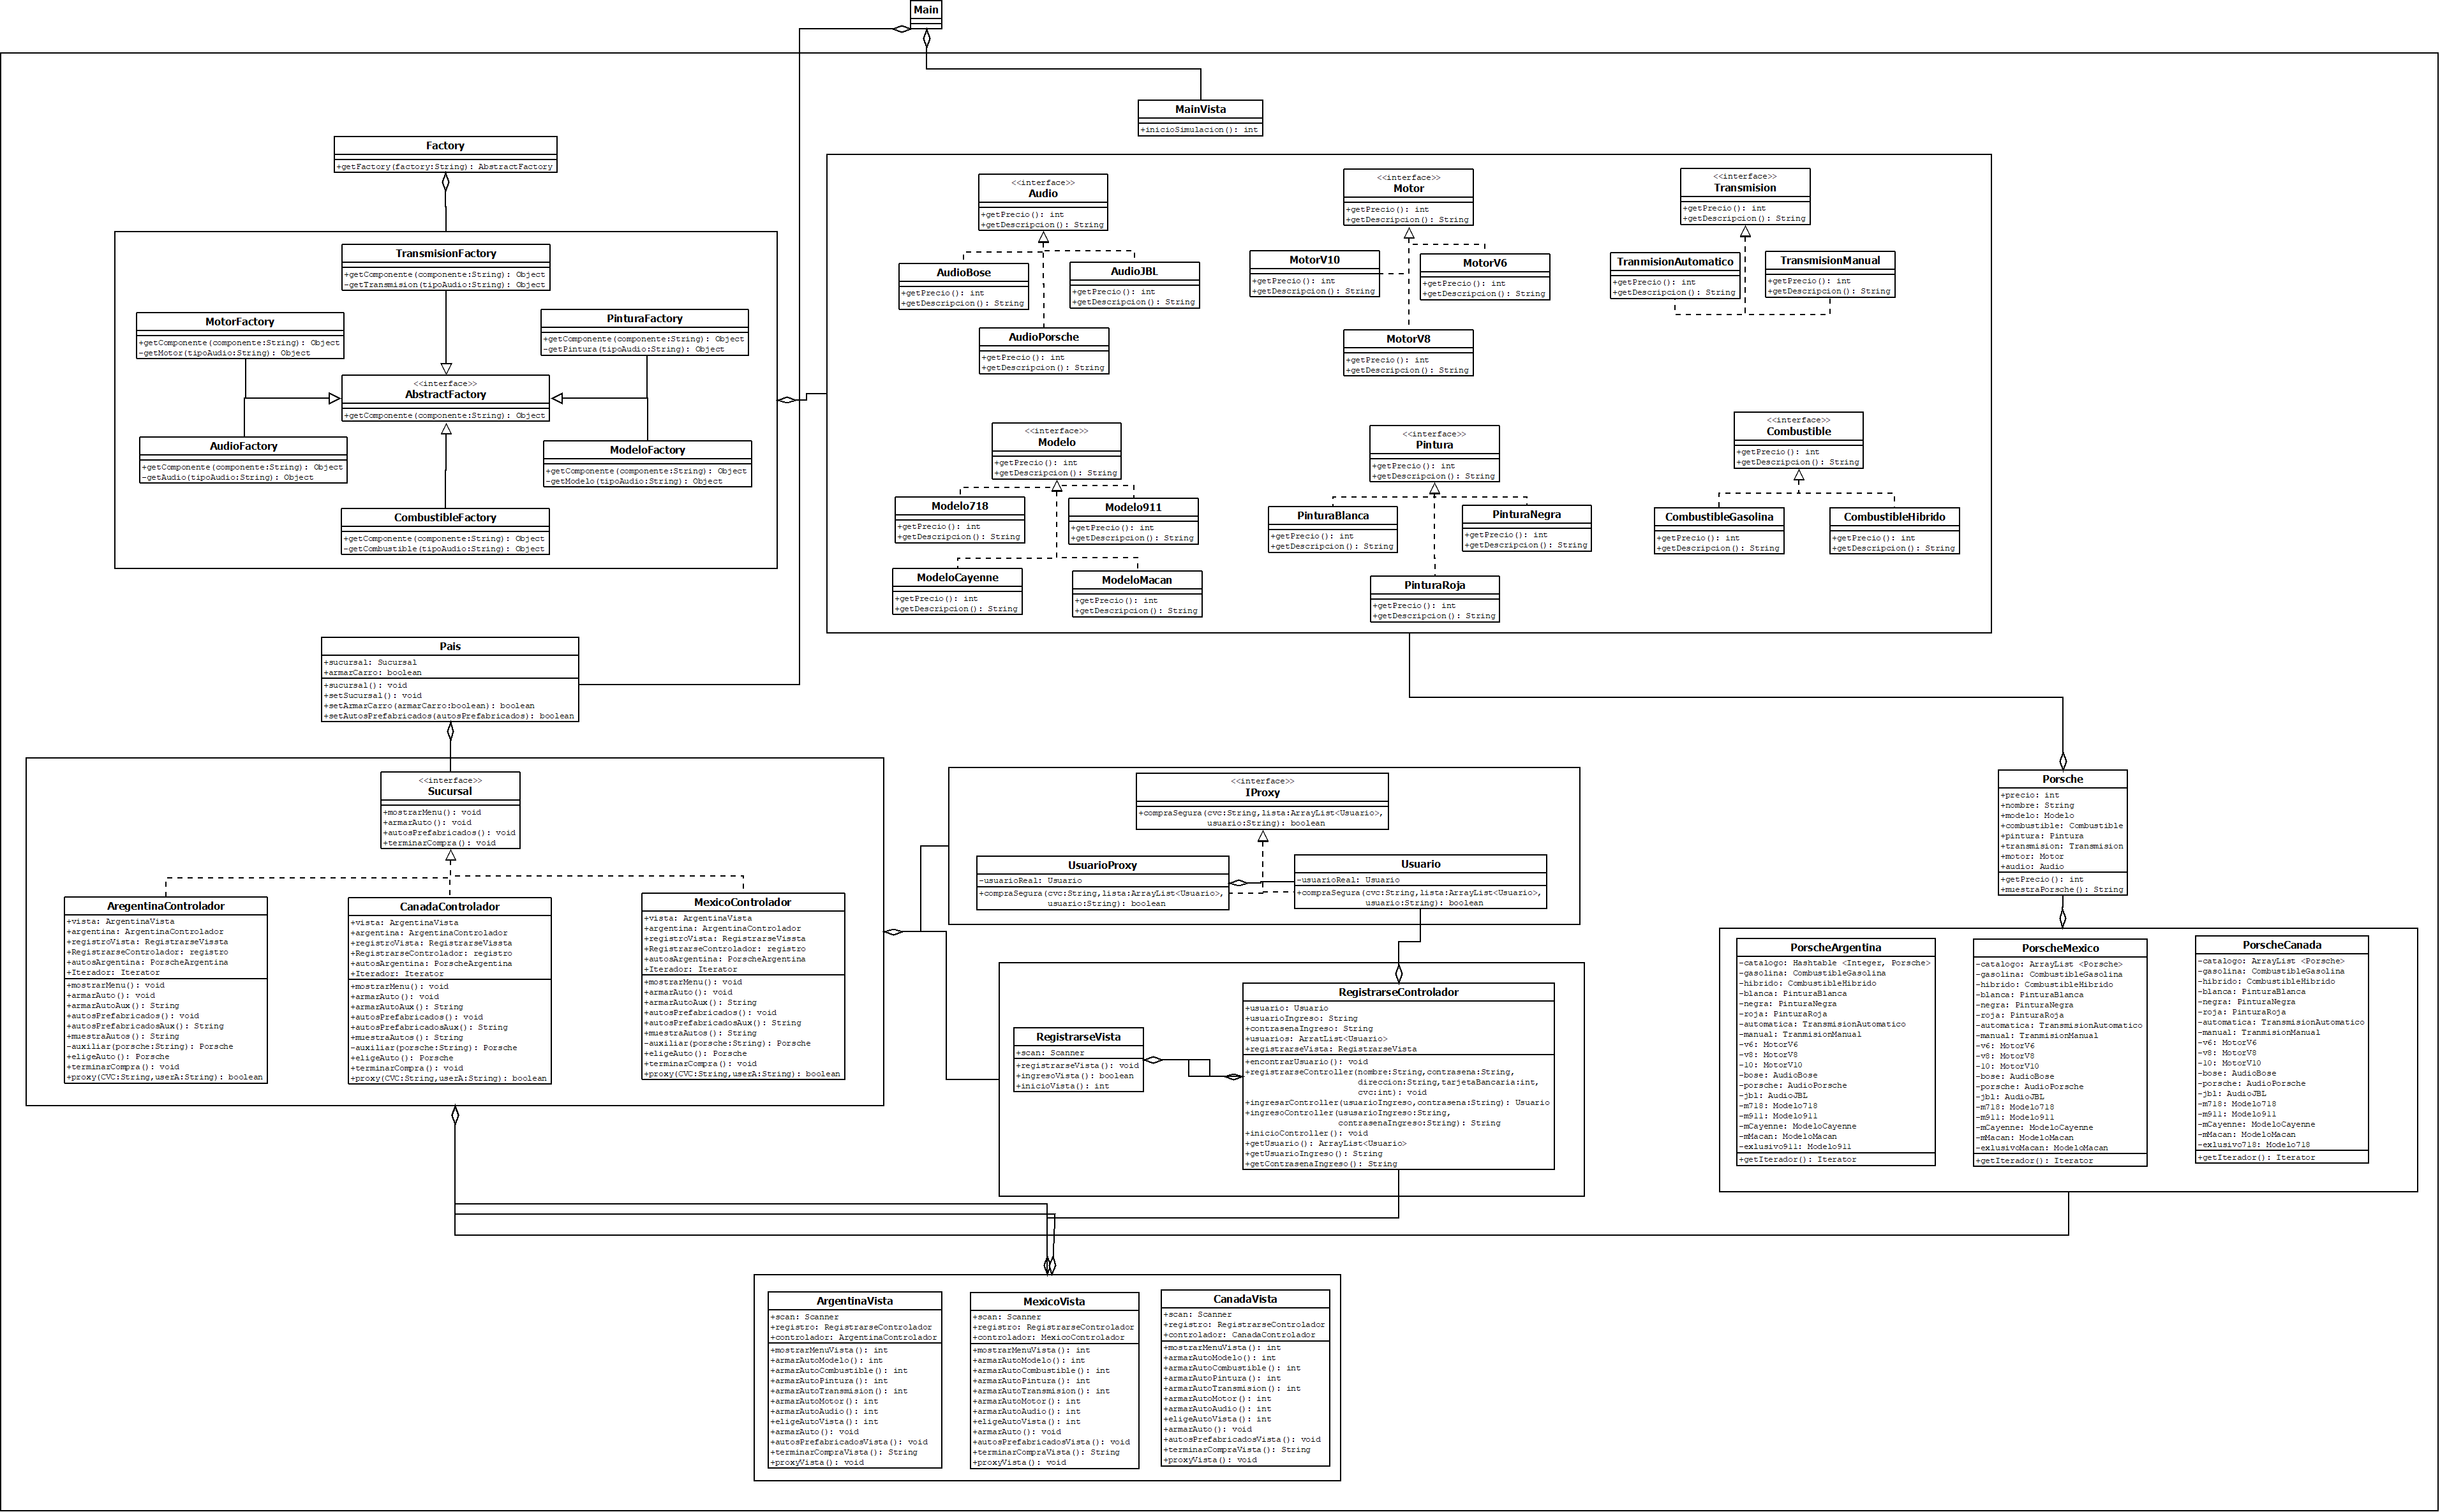 Main
MainVista
+inicioSimulacion(): int
Factory
+getFactory(factory:String): AbstractFactory
TransmisionFactory
+getComponente(componente:String): Object
-getTransmision(tipoAudio:String): Object
MotorFactory
+getComponente(componente:String): Object
-getMotor(tipoAudio:String): Object
PinturaFactory
+getComponente(componente:String): Object
-getPintura(tipoAudio:String): Object
<<interface>>
AbstractFactory
+getComponente(componente:String): Object
AudioFactory
+getComponente(componente:String): Object
-getAudio(tipoAudio:String): Object
ModeloFactory
+getComponente(componente:String): Object
-getModelo(tipoAudio:String): Object
CombustibleFactory
+getComponente(componente:String): Object
-getCombustible(tipoAudio:String): Object
<<interface>>
Audio
+getPrecio(): int
+getDescripcion(): String
AudioBose
+getPrecio(): int
+getDescripcion(): String
AudioJBL
+getPrecio(): int
+getDescripcion(): String
AudioPorsche
+getPrecio(): int
+getDescripcion(): String
<<interface>>
Motor
+getPrecio(): int
+getDescripcion(): String
MotorV10
+getPrecio(): int
+getDescripcion(): String
MotorV6
+getPrecio(): int
+getDescripcion(): String
MotorV8
+getPrecio(): int
+getDescripcion(): String
<<interface>>
Transmision
+getPrecio(): int
+getDescripcion(): String
TranmisionAutomatico
+getPrecio(): int
+getDescripcion(): String
TransmisionManual
+getPrecio(): int
+getDescripcion(): String
<<interface>>
Modelo
+getPrecio(): int
+getDescripcion(): String
Modelo718
+getPrecio(): int
+getDescripcion(): String
Modelo911
+getPrecio(): int
+getDescripcion(): String
ModeloCayenne
+getPrecio(): int
+getDescripcion(): String
ModeloMacan
+getPrecio(): int
+getDescripcion(): String
<<interface>>
Pintura
+getPrecio(): int
+getDescripcion(): String
PinturaBlanca
+getPrecio(): int
+getDescripcion(): String
PinturaNegra
+getPrecio(): int
+getDescripcion(): String
PinturaRoja
+getPrecio(): int
+getDescripcion(): String
<<interface>>
Combustible
+getPrecio(): int
+getDescripcion(): String
CombustibleGasolina
+getPrecio(): int
+getDescripcion(): String
CombustibleHibrido
+getPrecio(): int
+getDescripcion(): String
Pais
+sucursal: Sucursal
+armarCarro: boolean
+sucursal(): void
+setSucursal(): void
+setArmarCarro(armarCarro:boolean): boolean
+setAutosPrefabricados(autosPrefabricados): boolean
<<interface>>
Sucursal
+mostrarMenu(): void
+armarAuto(): void
+autosPrefabricados(): void
+terminarCompra(): void
AregentinaControlador
+vista: ArgentinaVista
+argentina: ArgentinaControlador
+registroVista: RegistrarseVissta
+RegistrarseControlador: registro
+autosArgentina: PorscheArgentina
+Iterador: Iterator
+mostrarMenu(): void
+armarAuto(): void
+armarAutoAux(): String
+autosPrefabricados(): void
+autosPrefabricadosAux(): String
+muestraAutos(): String
-auxiliar(porsche:String): Porsche
+eligeAuto(): Porsche
+terminarCompra(): void
+proxy(CVC:String,userA:String): boolean
CanadaControlador
+vista: ArgentinaVista
+argentina: ArgentinaControlador
+registroVista: RegistrarseVissta
+RegistrarseControlador: registro
+autosArgentina: PorscheArgentina
+Iterador: Iterator
+mostrarMenu(): void
+armarAuto(): void
+armarAutoAux(): String
+autosPrefabricados(): void
+autosPrefabricadosAux(): String
+muestraAutos(): String
-auxiliar(porsche:String): Porsche
+eligeAuto(): Porsche
+terminarCompra(): void
+proxy(CVC:String,userA:String): boolean
MexicoControlador
+vista: ArgentinaVista
+argentina: ArgentinaControlador
+registroVista: RegistrarseVissta
+RegistrarseControlador: registro
+autosArgentina: PorscheArgentina
+Iterador: Iterator
+mostrarMenu(): void
+armarAuto(): void
+armarAutoAux(): String
+autosPrefabricados(): void
+autosPrefabricadosAux(): String
+muestraAutos(): String
-auxiliar(porsche:String): Porsche
+eligeAuto(): Porsche
+terminarCompra(): void
+proxy(CVC:String,userA:String): boolean
<<interface>>
IProxy
+compraSegura(cvc:String,lista:ArrayList<Usuario>,
usuario:String): boolean
UsuarioProxy
-usuarioReal: Usuario
+compraSegura(cvc:String,lista:ArrayList<Usuario>,
usuario:String): boolean
Usuario
-usuarioReal: Usuario
+compraSegura(cvc:String,lista:ArrayList<Usuario>,
usuario:String): boolean
RegistrarseVista
+scan: Scanner
+registrarseVista(): void
+ingresoVista(): boolean
+inicioVista(): int
RegistrarseControlador
+usuario: Usuario
+usuarioIngreso: String
+contrasenaIngreso: String
+usuarios: ArratList<Usuario>
+registrarseVista: RegistrarseVista
+encontrarUsuario(): void
+registrarseController(nombre:String,contrasena:String,
direccion:String,tarjetaBancaria:int,
cvc:int): void
+ingresarController(usuarioIngreso,contrasena:String): Usuario
+ingresoController(ususarioIngreso:String,
contrasenaIngreso:String): String
+inicioController(): void
+getUsuario(): ArrayList<Usuario>
+getUsuarioIngreso(): String
+getContrasenaIngreso(): String
Porsche
+precio: int
+nombre: String
+modelo: Modelo
+combustible: Combustible
+pintura: Pintura
+transmision: Transmision
+motor: Motor
+audio: Audio
+getPrecio(): int
+muestraPorsche(): String
PorscheArgentina
-catalogo: Hashtable <Integer, Porsche>
-gasolina: CombustibleGasolina
-hibrido: CombustibleHibrido
-blanca: PinturaBlanca
-negra: PinturaNegra
-roja: PinturaRoja
-automatica: TransmisionAutomatico
-manual: TranmisionManual
-v6: MotorV6
-v8: MotorV8
-l0: MotorV10
-bose: AudioBose
-porsche: AudioPorsche
-jbl: AudioJBL
-m718: Modelo718
-m911: Modelo911
-mCayenne: ModeloCayenne
-mMacan: ModeloMacan
-exlusivo911: Modelo911
+getIterador(): Iterator
PorscheMexico
-catalogo: ArrayList <Porsche>
-gasolina: CombustibleGasolina
-hibrido: CombustibleHibrido
-blanca: PinturaBlanca
-negra: PinturaNegra
-roja: PinturaRoja
-automatica: TransmisionAutomatico
-manual: TranmisionManual
-v6: MotorV6
-v8: MotorV8
-l0: MotorV10
-bose: AudioBose
-porsche: AudioPorsche
-jbl: AudioJBL
-m718: Modelo718
-m911: Modelo911
-mCayenne: ModeloCayenne
-mMacan: ModeloMacan
-exlusivoMacan: ModeloMacan
+getIterador(): Iterator
PorscheCanada
-catalogo: ArrayList <Porsche>
-gasolina: CombustibleGasolina
-hibrido: CombustibleHibrido
-blanca: PinturaBlanca
-negra: PinturaNegra
-roja: PinturaRoja
-automatica: TransmisionAutomatico
-manual: TranmisionManual
-v6: MotorV6
-v8: MotorV8
-l0: MotorV10
-bose: AudioBose
-porsche: AudioPorsche
-jbl: AudioJBL
-m718: Modelo718
-m911: Modelo911
-mCayenne: ModeloCayenne
-mMacan: ModeloMacan
-exlusivo718: Modelo718
+getIterador(): Iterator
ArgentinaVista
+scan: Scanner
+registro: RegistrarseControlador
+controlador: ArgentinaControlador
+mostrarMenuVista(): int
+armarAutoModelo(): int
+armarAutoCombustible(): int
+armarAutoPintura(): int
+armarAutoTransmision(): int
+armarAutoMotor(): int
+armarAutoAudio(): int
+eligeAutoVista(): int
+armarAuto(): void
+autosPrefabricadosVista(): void
+terminarCompraVista(): String
+proxyVista(): void
MexicoVista
+scan: Scanner
+registro: RegistrarseControlador
+controlador: MexicoControlador
+mostrarMenuVista(): int
+armarAutoModelo(): int
+armarAutoCombustible(): int
+armarAutoPintura(): int
+armarAutoTransmision(): int
+armarAutoMotor(): int
+armarAutoAudio(): int
+eligeAutoVista(): int
+armarAuto(): void
+autosPrefabricadosVista(): void
+terminarCompraVista(): String
+proxyVista(): void
CanadaVista
+scan: Scanner
+registro: RegistrarseControlador
+controlador: CanadaControlador
+mostrarMenuVista(): int
+armarAutoModelo(): int
+armarAutoCombustible(): int
+armarAutoPintura(): int
+armarAutoTransmision(): int
+armarAutoMotor(): int
+armarAutoAudio(): int
+eligeAutoVista(): int
+armarAuto(): void
+autosPrefabricadosVista(): void
+terminarCompraVista(): String
+proxyVista(): void